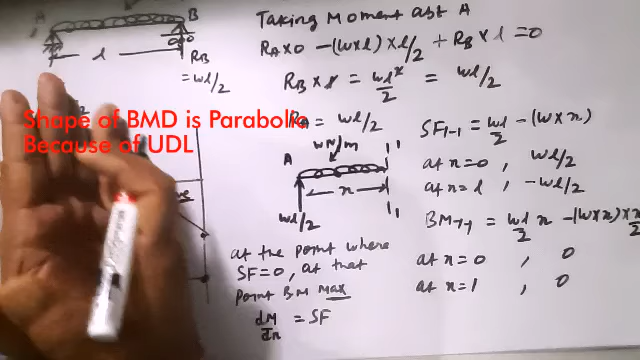 A
B
l
RB
= wl/2
Taking Moment abt A
RA×0 - (w×l) × l/2 + RB × l = 0
RB × l = wl²/2 = wl/2
Shape of BMD is Parabolic
Because of UDL
RA = wl/2
w N/m
A
x
wl/2
1 1
1 1
SF1-1 = wl/2 - (w×x)
at x=0, wl/2
at x=l, -wl/2
BM1-1 = wl/2 x - (w×x) × x/2
at x=0, 0
at x=l, 0
at the point where
SF=0, at that
point BM Max
dM/dx = SF